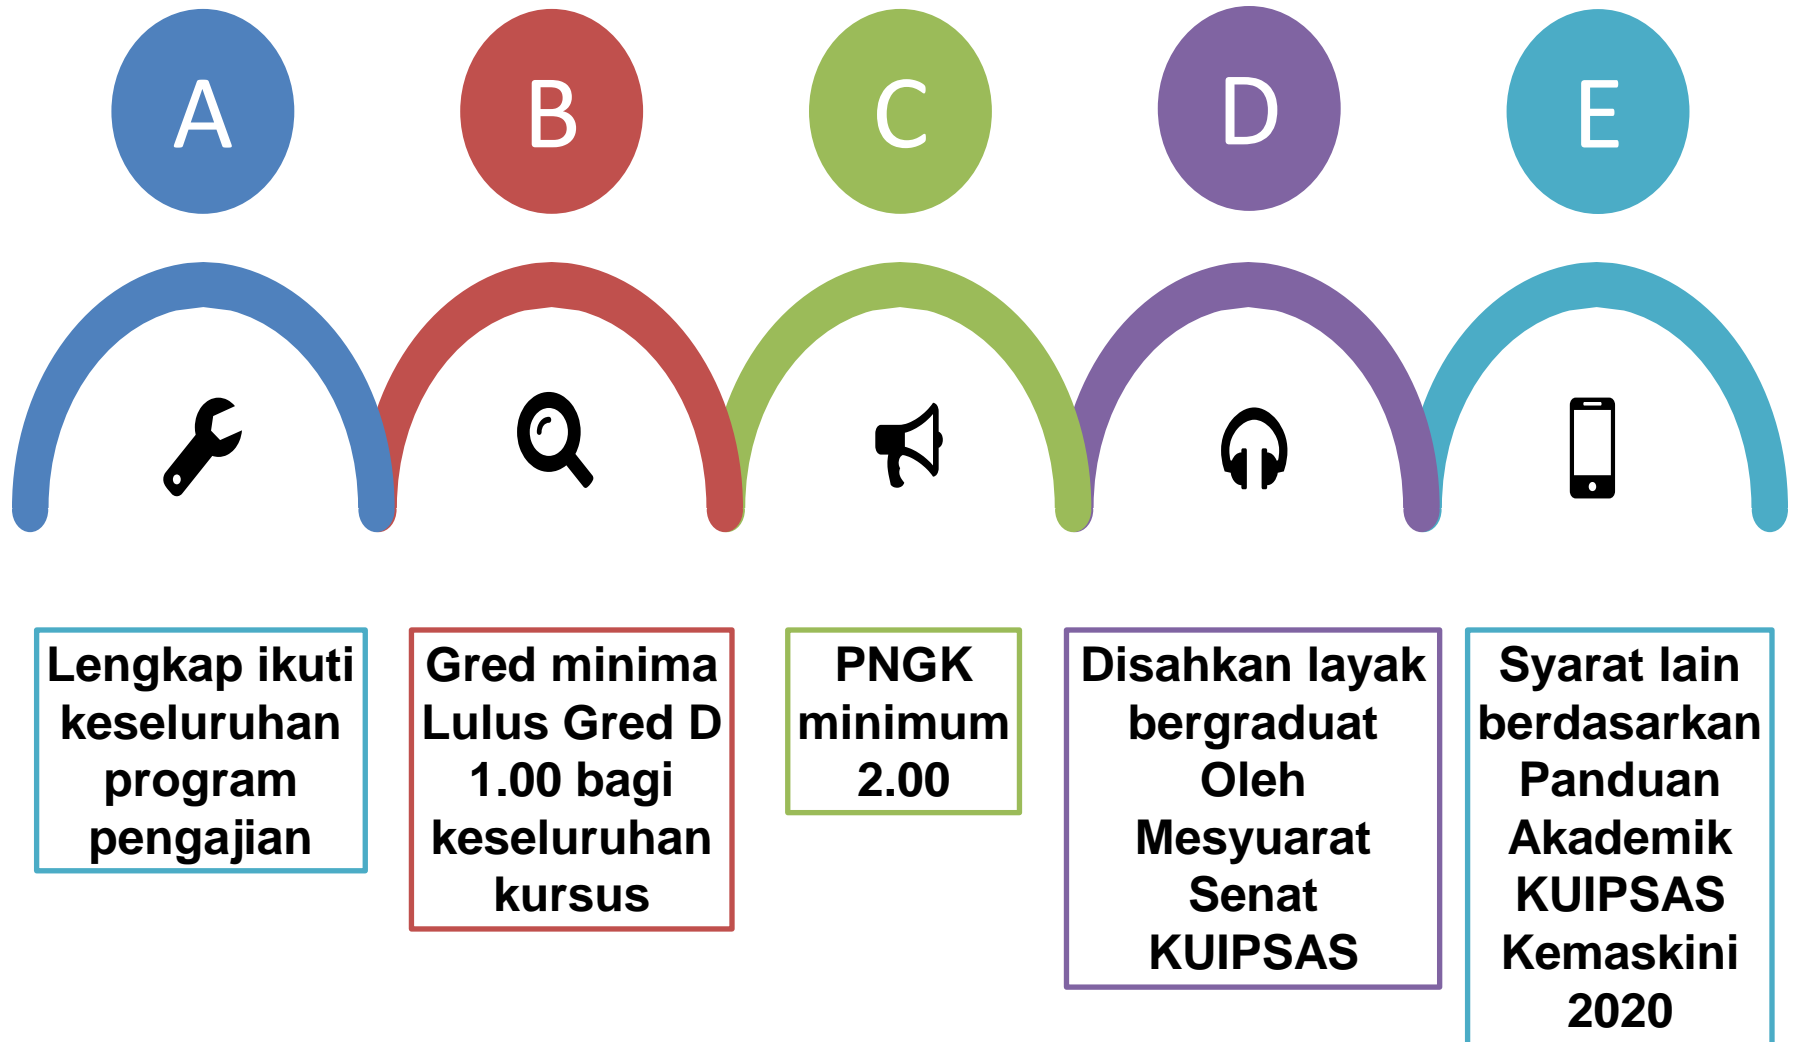 A
B
C
D
E
Lengkap ikuti
keseluruhan
program
pengajian
Gred minima
Lulus Gred D
1.00 bagi
keseluruhan
kursus
PNGK
minimum
2.00
Disahkan layak
bergraduat
Oleh
Mesyuarat
Senat
KUIPSAS
Syarat lain
berdasarkan
Panduan
Akademik
KUIPSAS
Kemaskini
2020